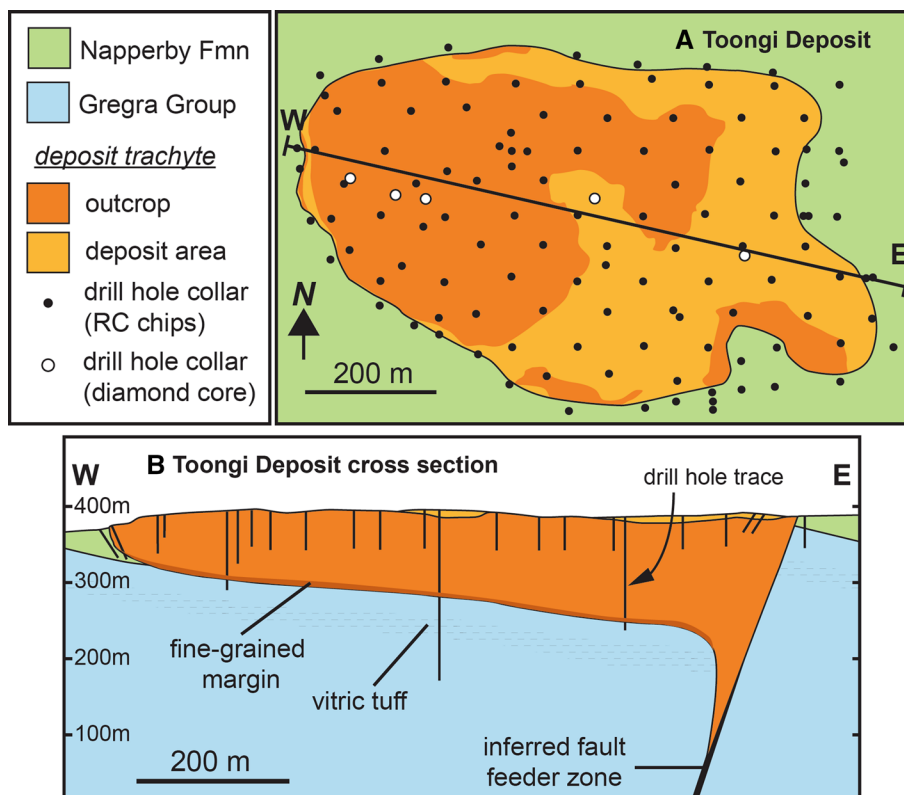 Napperby Fmn
Gregra Group
deposit trachyte
outcrop
deposit area
drill hole collar
(RC chips)
drill hole collar
(diamond core)
A Toongi Deposit
W
E
N
200 m
B Toongi Deposit cross section
W
E
drill hole trace
400m
300m
200m
100m
fine-grained
margin
vitric tuff
inferred fault
feeder zone
200 m